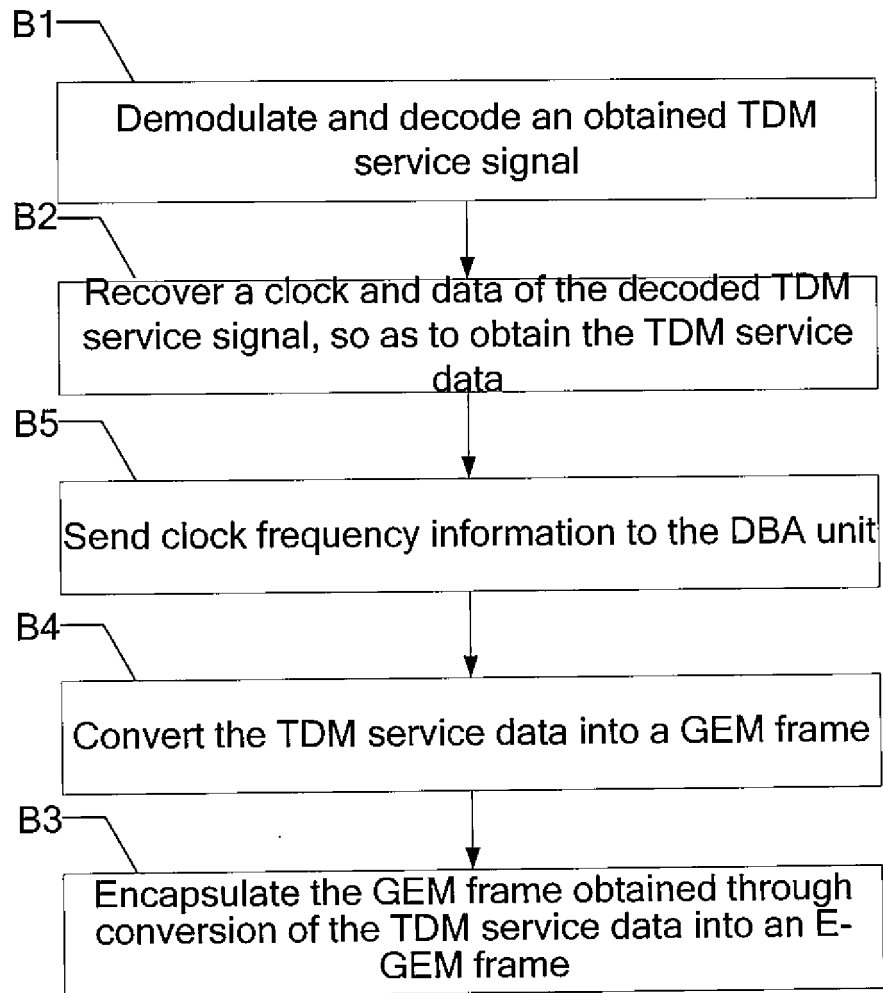 B1
Demodulate and decode an obtained TDM
service signal
B2
Recover a clock and data of the decoded TDM
service signal, so as to obtain the TDM service
data
B5
Send clock frequency information to the DBA unit
B4
Convert the TDM service data into a GEM frame
B3
Encapsulate the GEM frame obtained through
conversion of the TDM service data into an E-
GEM frame